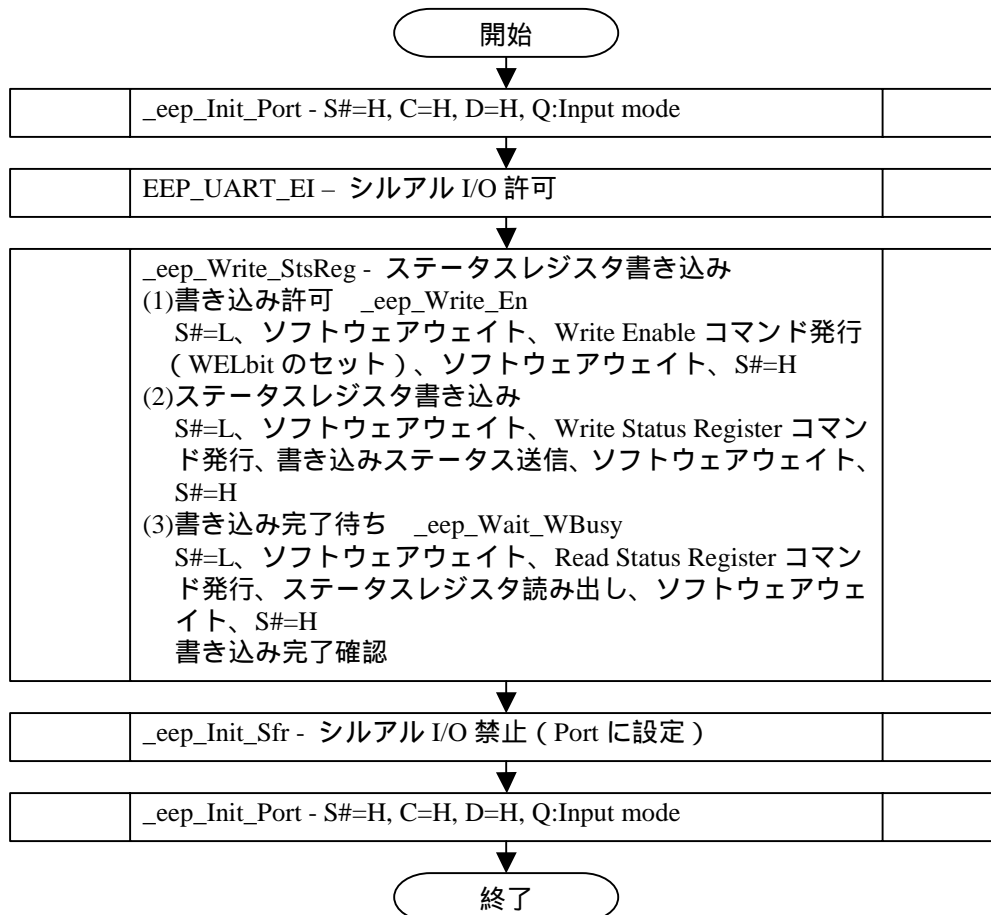 開始
_eep_Init_Port - S#=H, C=H, D=H, Q:Input mode
EEP_UART_EI – シルアル I/O 許可
_eep_Write_StsReg - ステータスレジスタ書き込み
(1)書き込み許可 _eep_Write_En
S#=L、ソフトウェアウェイト、Write Enable コマンド発行
（WELbit のセット）、ソフトウェアウェイト、S#=H
(2)ステータスレジスタ書き込み
S#=L、ソフトウェアウェイト、Write Status Register コマン
ド発行、書き込みステータス送信、ソフトウェアウェイト、
S#=H
(3)書き込み完了待ち _eep_Wait_WBusy
S#=L、ソフトウェアウェイト、Read Status Register コマン
ド発行、ステータスレジスタ読み出し、ソフトウェアウェ
イト、S#=H
書き込み完了確認
_eep_Init_Sfr - シルアル I/O 禁止（Port に設定）
_eep_Init_Port - S#=H, C=H, D=H, Q:Input mode
終了